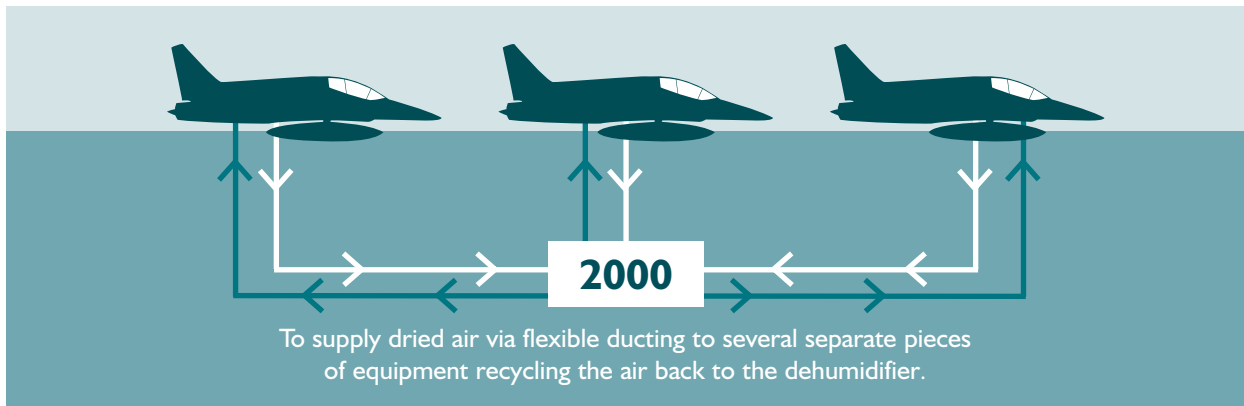 2000
To supply dried air via flexible ducting to several separate pieces
of equipment recycling the air back to the dehumidifier.